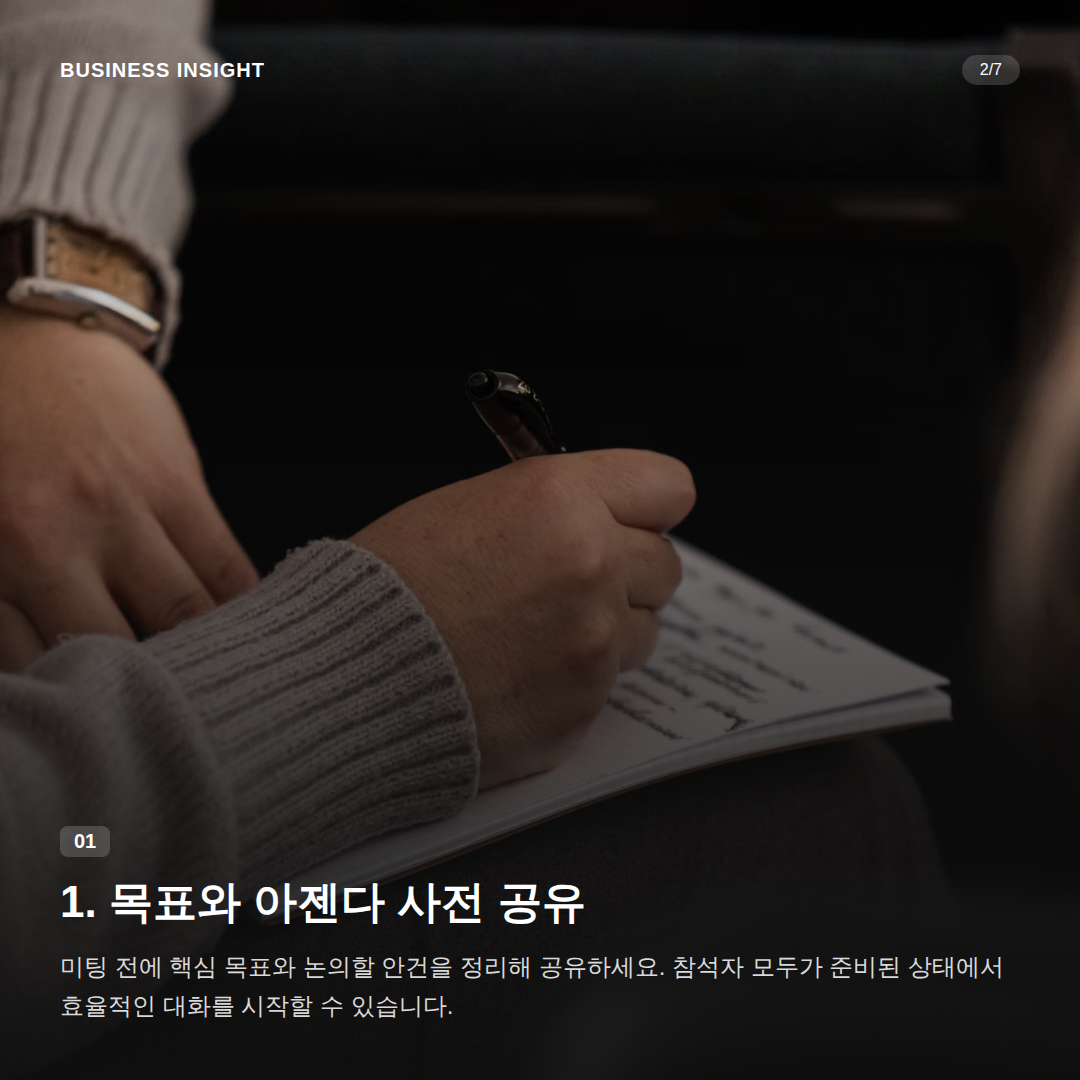 BUSINESS INSIGHT
2/7
01
1. 목표와 아젠다 사전 공유
미팅 전에 핵심 목표와 논의할 안건을 정리해 공유하세요. 참석자 모두가 준비된 상태에서
효율적인 대화를 시작할 수 있습니다.